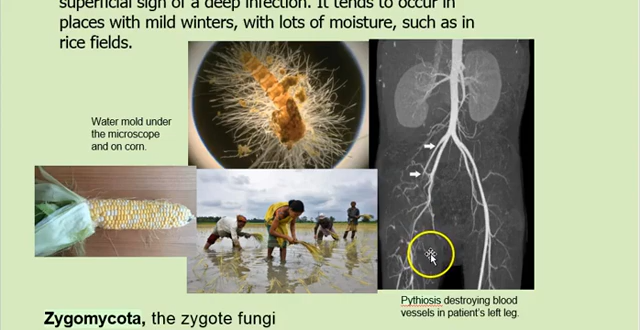 superficial sign of a deep infection. It tends to occur in
places with mild winters, with lots of moisture, such as in
rice fields.
Water mold under
the microscope
and on corn.
Pythiosis destroying blood
vessels in patient's left leg.
Zygomycota, the zygote fungi